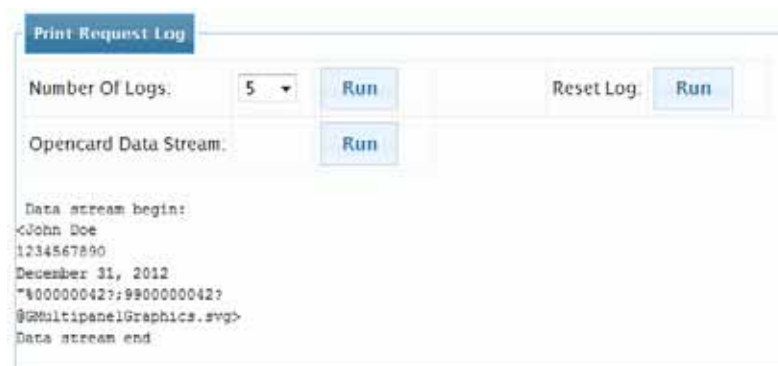 Print Request Log
Number Of Logs: 5 Run Reset Log: Run
Opencard Data Stream: Run
Data stream begin:
<John Doe
1234567890
December 31, 2012
"%00000042?;9900000042?
@GMultipanelGraphics.svg>
Data stream end